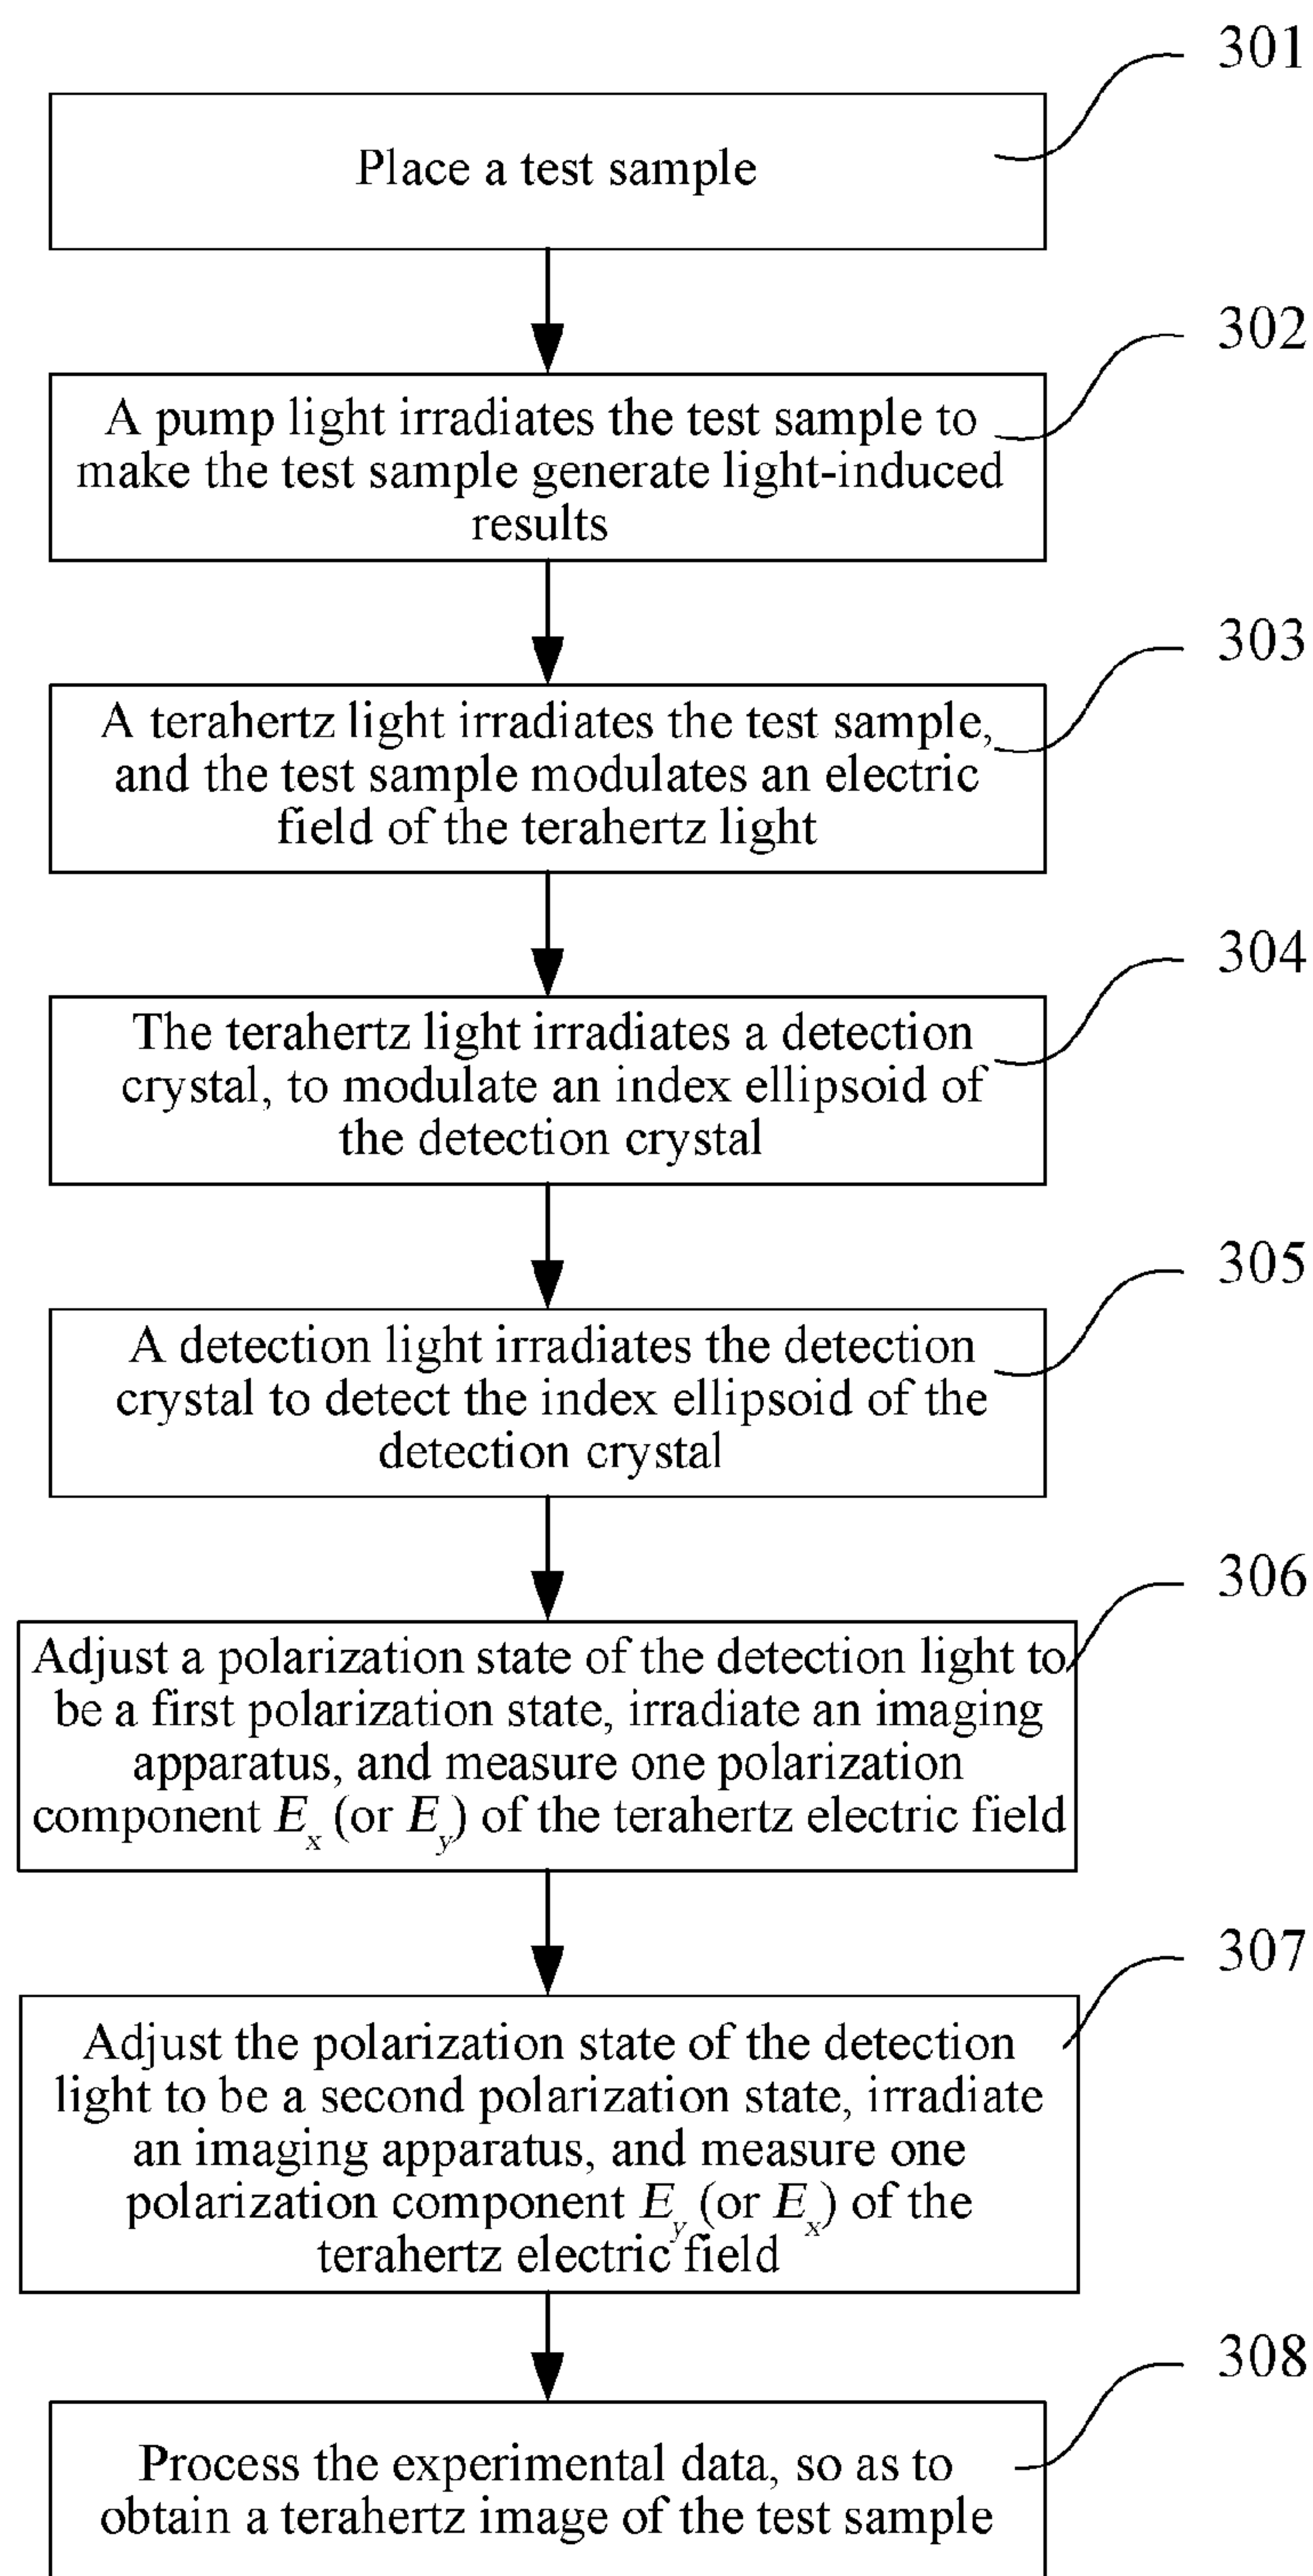 301
Place a test sample
302
A pump light irradiates the test sample to
make the test sample generate light-induced
results
303
A terahertz light irradiates the test sample,
and the test sample modulates an electric
field of the terahertz light
304
The terahertz light irradiates a detection
crystal, to modulate an index ellipsoid of
the detection crystal
305
A detection light irradiates the detection
crystal to detect the index ellipsoid of the
detection crystal
306
Adjust a polarization state of the detection light to
be a first polarization state, irradiate an imaging
apparatus, and measure one polarization
component Ex (or Ey) of the terahertz electric field
307
Adjust the polarization state of the detection
light to be a second polarization state, irradiate
an imaging apparatus, and measure one
polarization component Ey (or Ex) of the
terahertz electric field
308
Process the experimental data, so as to
obtain a terahertz image of the test sample